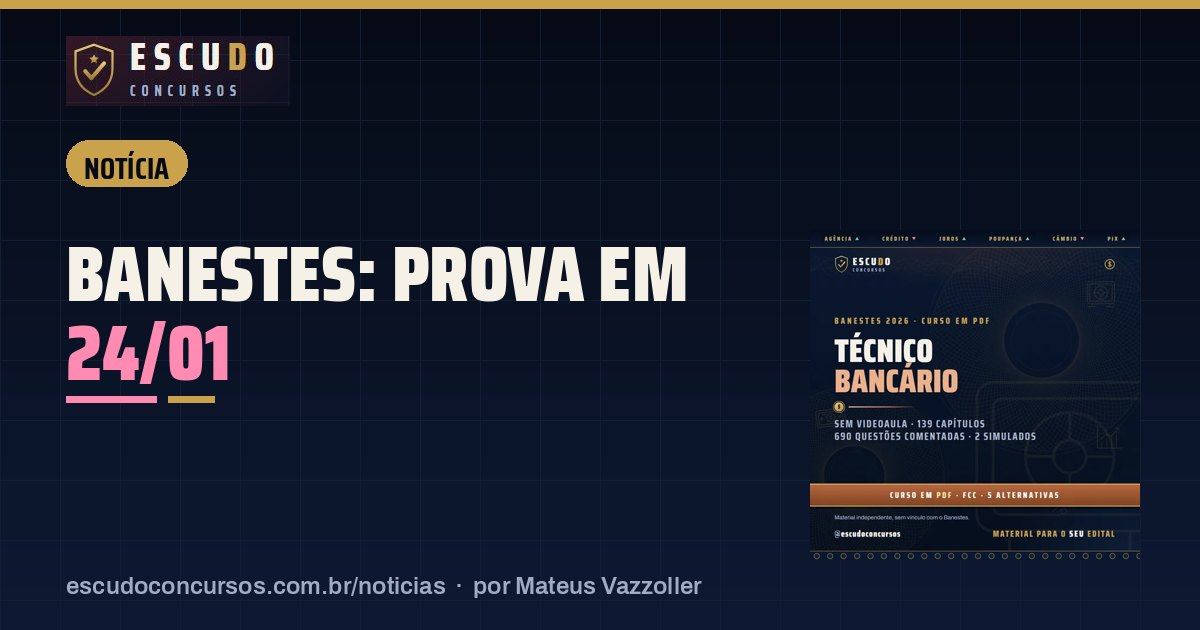 ESCUDO
CONCURSOS
NOTÍCIA
BANESTES: PROVA EM
24/01
AGÊNCIA ▲ CRÉDITO ▼ JUROS ▲ POUPANÇA ▲ CÂMBIO ▼ PIX ▲
ESCUDO
CONCURSOS
$
BANESTES 2026 · CURSO EM PDF
TÉCNICO
BANCÁRIO
SEM VIDEOAULA · 139 CAPÍTULOS
690 QUESTÕES COMENTADAS · 2 SIMULADOS
CURSO EM PDF · FCC · 5 ALTERNATIVAS
Material independente, sem vínculo com o Banestes.
@escudoconcursos
MATERIAL PARA O SEU EDITAL
escudoconcursos.com.br/noticias · por Mateus Vazzoller